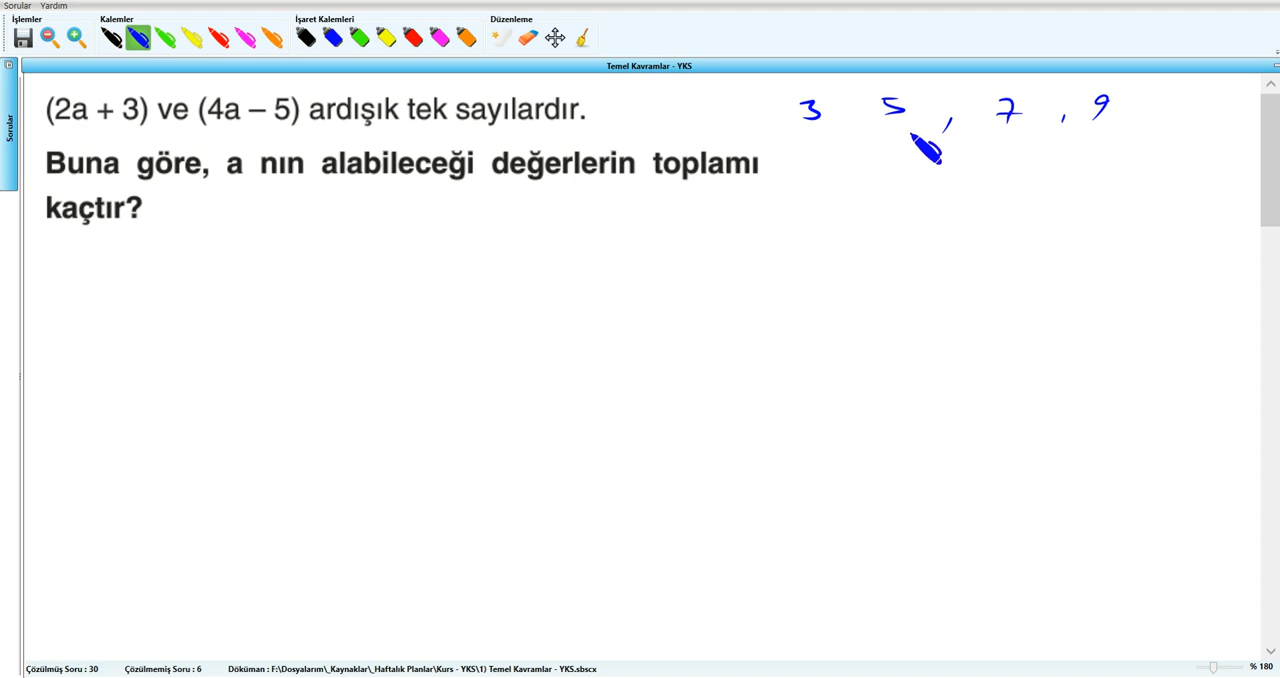 Sorular Yardım
İşlemler Kalemler İşaret Kalemleri Düzenleme
Temel Kavramlar - YKS
Sorular
(2a + 3) ve (4a – 5) ardışık tek sayılardır.
3 5 , 7 , 9
Buna göre, a nın alabileceği değerlerin toplamı
kaçtır?
Çözülmüş Soru : 30 Çözülmemiş Soru : 6 Döküman : F:\Dosyalarım\_Kaynaklar\_Haftalık Planlar\Kurs - YKS\1) Temel Kavramlar - YKS.sbscx % 180